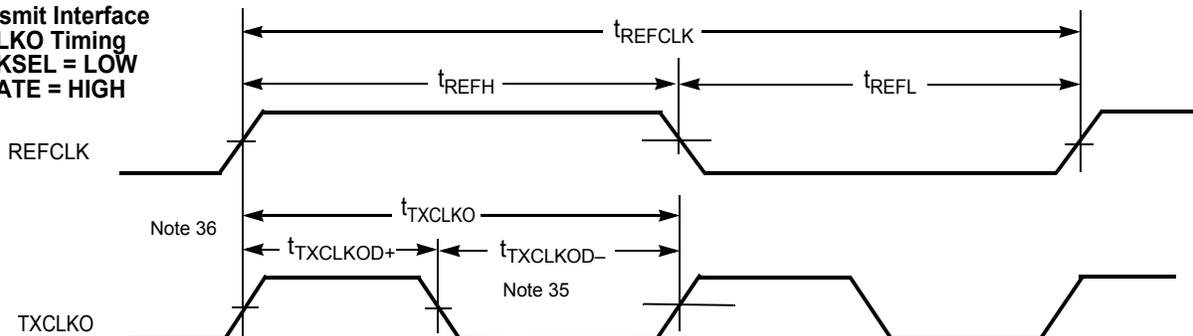 smit Interface
LKO Timing
KSEL = LOW
ATE = HIGH
tREFCLK
tREFH
tREFL
REFCLK
Note 36
tTXCLKO
tTXCLKOD+
tTXCLKOD–
Note 35
TXCLKO